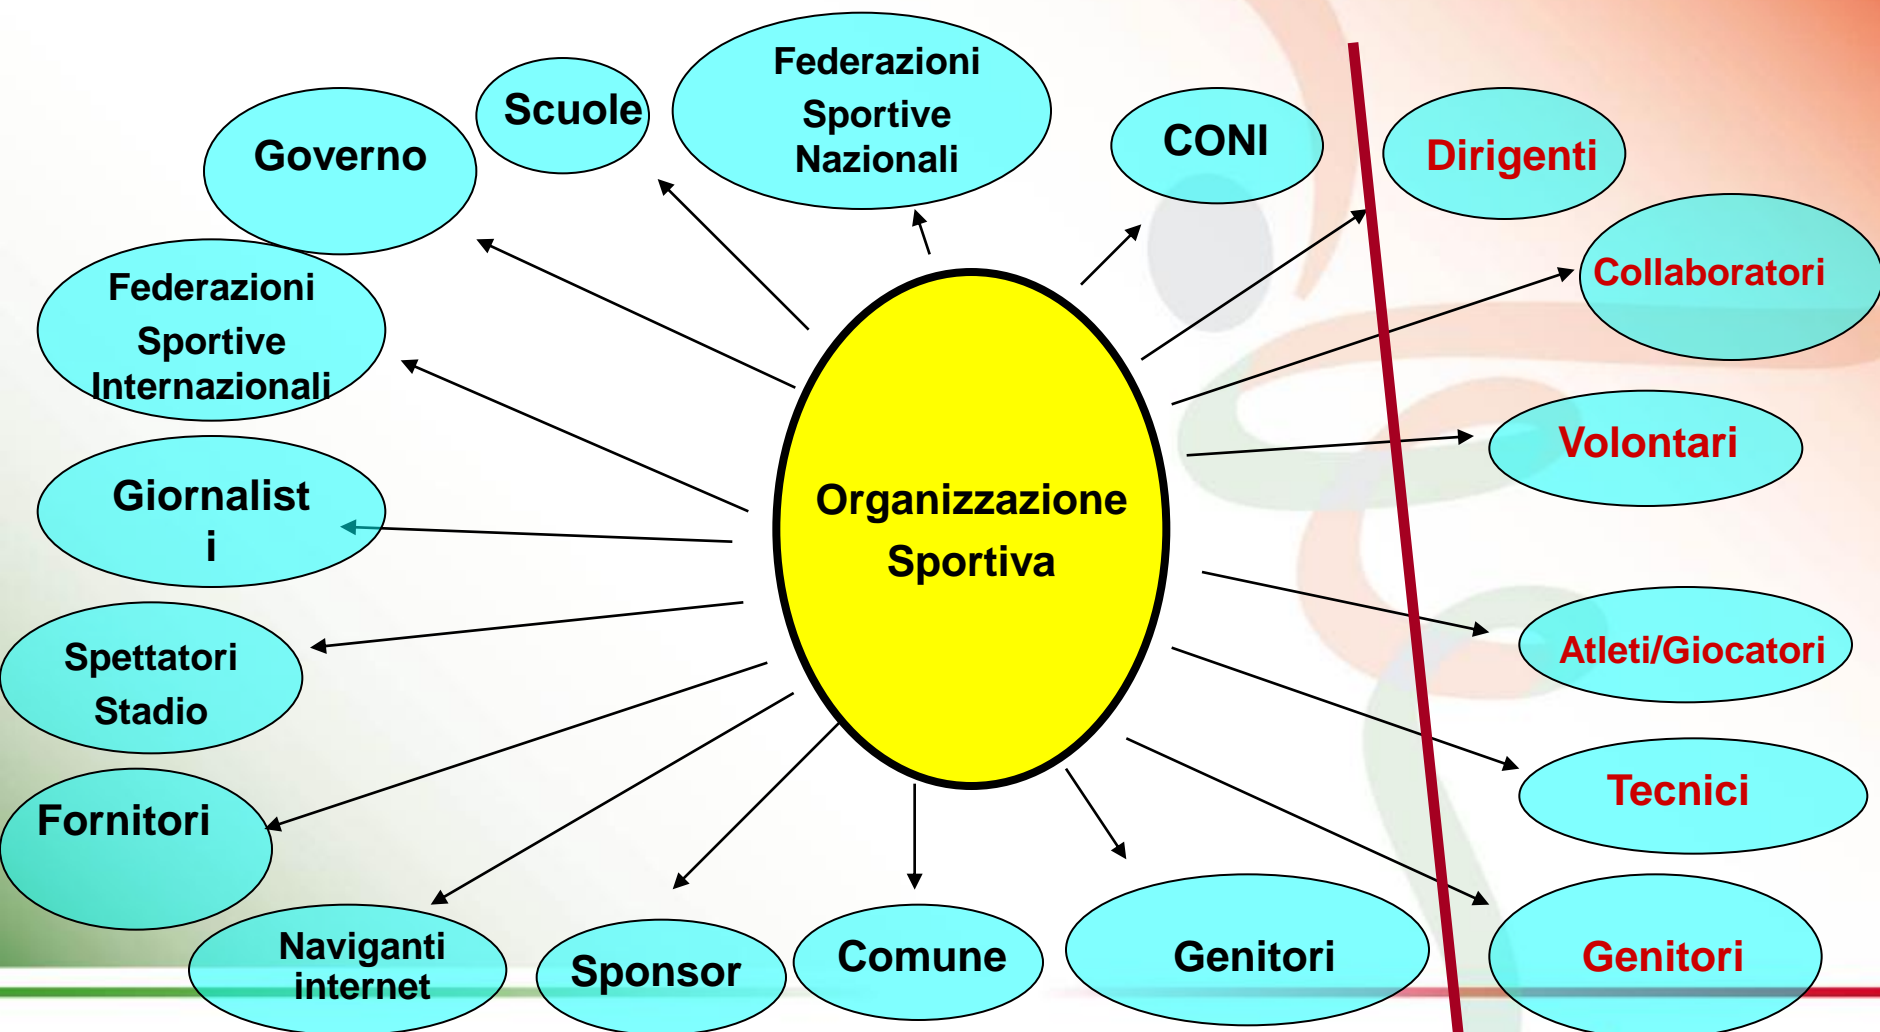 Federazioni
Sportive
Nazionali
Scuole
Governo
CONI
Dirigenti
Collaboratori
Federazioni
Sportive
Internazionali
Volontari
Giornalist
i
Organizzazione
Sportiva
Spettatori
Stadio
Atleti/Giocatori
Fornitori
Tecnici
Naviganti
internet
Sponsor
Comune
Genitori
Genitori